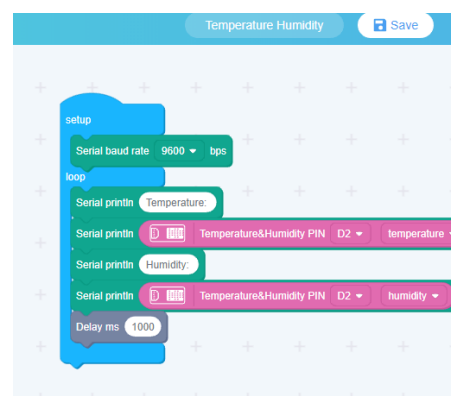 Temperature Humidity Save
setup
Serial baud rate 9600 bps
loop
Serial println Temperature:
Serial println Temperature&Humidity PIN D2 temperature
Serial println Humidity:
Serial println Temperature&Humidity PIN D2 humidity
Delay ms 1000